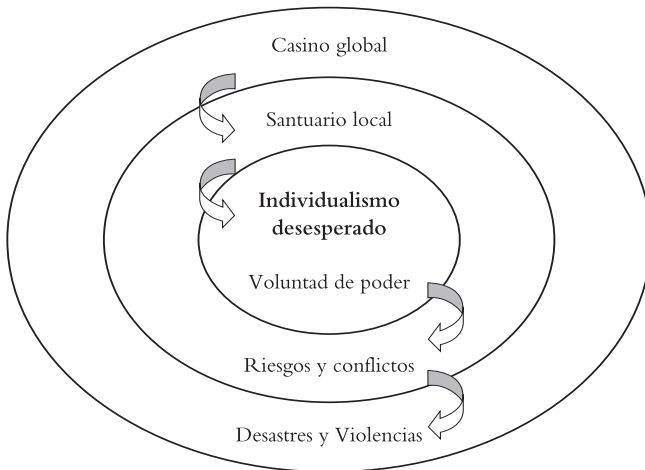 Casino global
Santuario local
Individualismo
desesperado
Voluntad de poder
Riesgos y conflictos
Desastres y Violencias